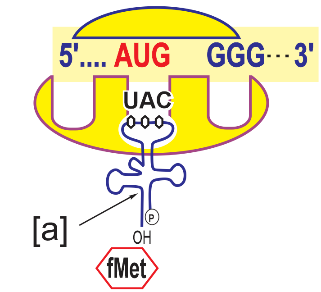 5'.... AUG GGG---3'
UAC
[a]
P
OH
fMet